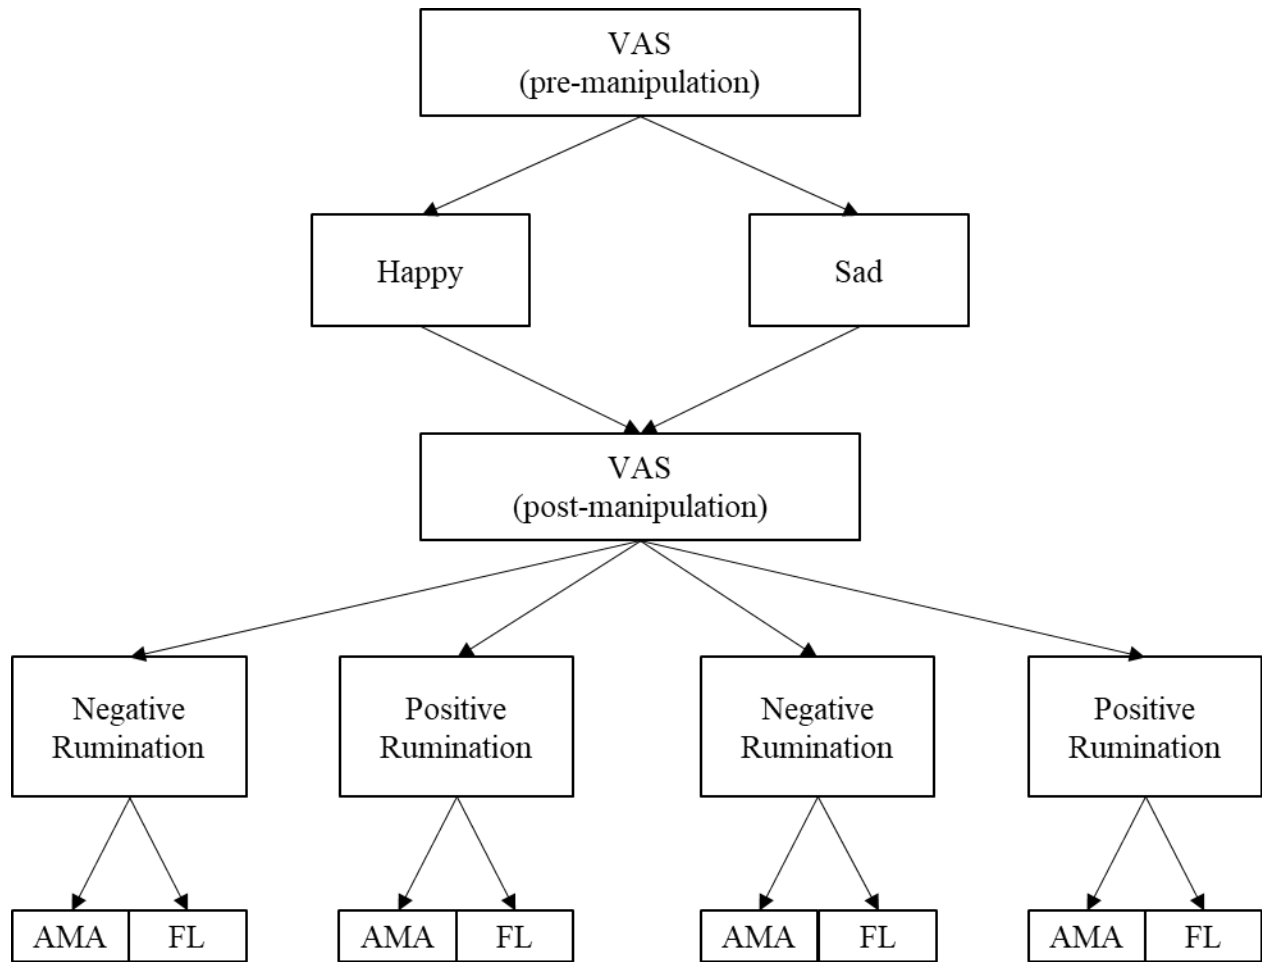 VAS
(pre-manipulation)
Happy
Sad
VAS
(post-manipulation)
Negative
Rumination
Positive
Rumination
Negative
Rumination
Positive
Rumination
AMA
FL
AMA
FL
AMA
FL
AMA
FL